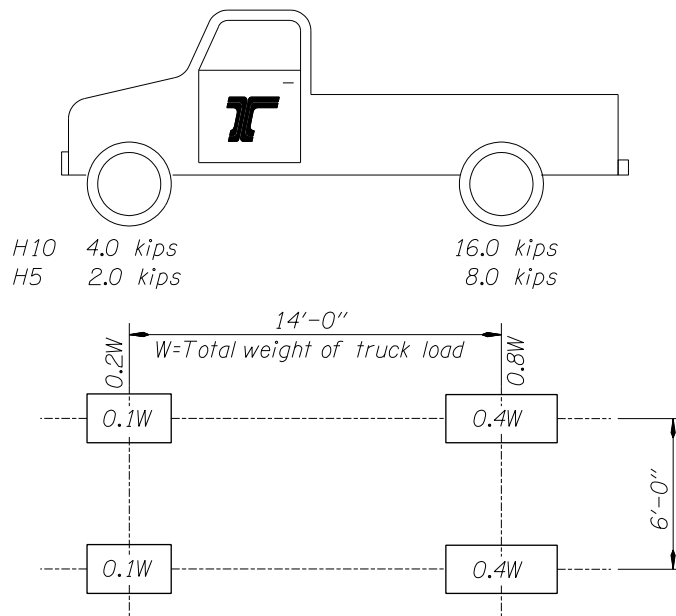 H10 4.0 kips 16.0 kips
H5 2.0 kips 8.0 kips
14'-0"
W=Total weight of truck load
0.2W
0.8W
0.1W 0.4W
6'-0"
0.1W 0.4W